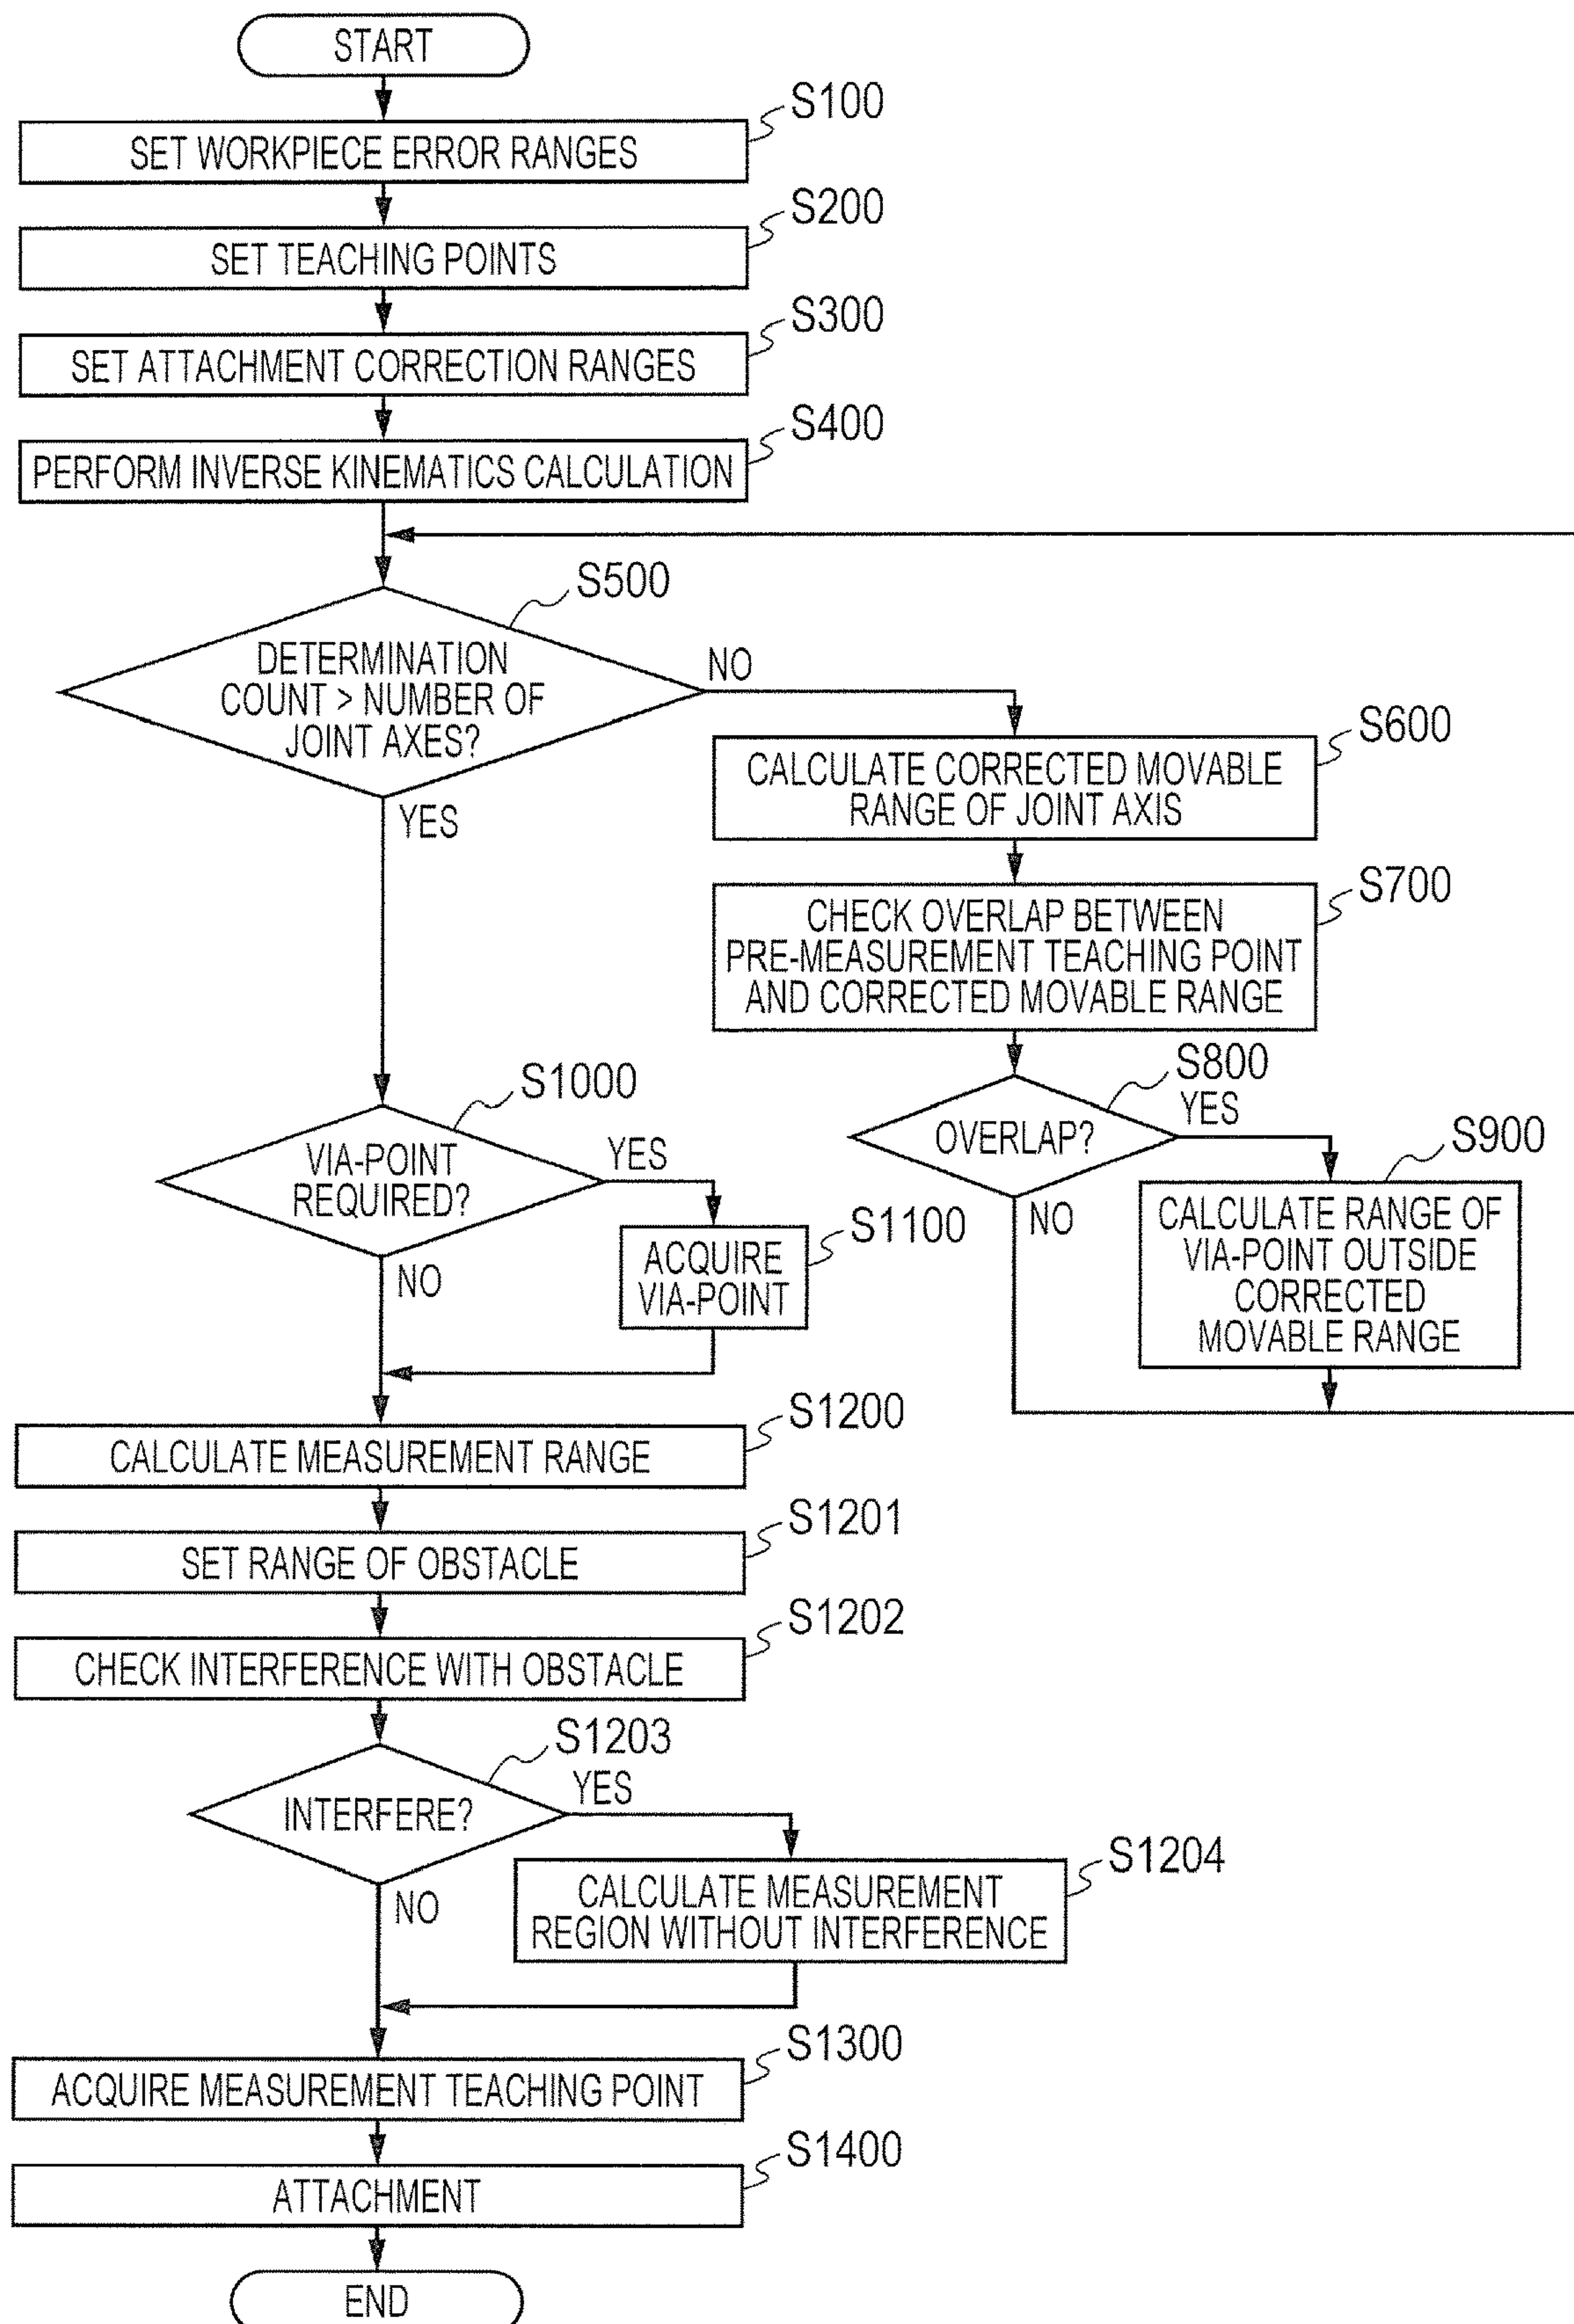 START
S100
SET WORKPIECE ERROR RANGES
S200
SET TEACHING POINTS
S300
SET ATTACHMENT CORRECTION RANGES
S400
PERFORM INVERSE KINEMATICS CALCULATION
S500
DETERMINATION
COUNT > NUMBER OF
JOINT AXES?
NO
YES
S600
CALCULATE CORRECTED MOVABLE
RANGE OF JOINT AXIS
S700
CHECK OVERLAP BETWEEN
PRE-MEASUREMENT TEACHING POINT
AND CORRECTED MOVABLE RANGE
S800
OVERLAP?
YES
NO
S900
CALCULATE RANGE OF
VIA-POINT OUTSIDE
CORRECTED
MOVABLE RANGE
S1000
VIA-POINT
REQUIRED?
YES
NO
S1100
ACQUIRE
VIA-POINT
S1200
CALCULATE MEASUREMENT RANGE
S1201
SET RANGE OF OBSTACLE
S1202
CHECK INTERFERENCE WITH OBSTACLE
S1203
INTERFERE?
YES
NO
S1204
CALCULATE MEASUREMENT
REGION WITHOUT INTERFERENCE
S1300
ACQUIRE MEASUREMENT TEACHING POINT
S1400
ATTACHMENT
END